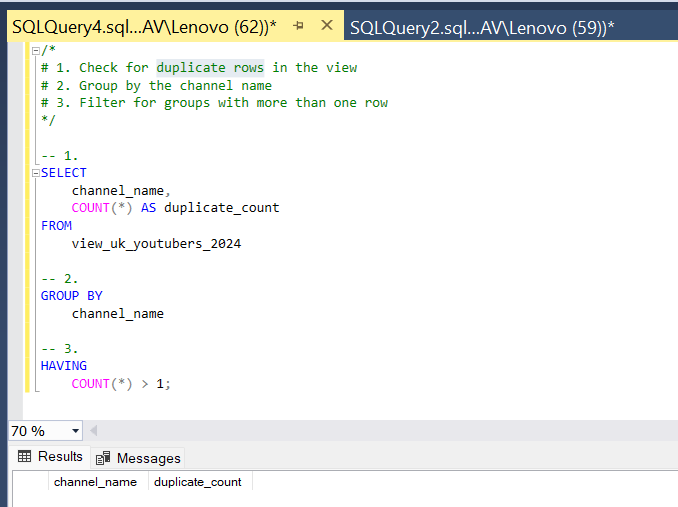 SQLQuery4.sql...AV\Lenovo (62))* SQLQuery2.sql...AV\Lenovo (59))*
/*
# 1. Check for duplicate rows in the view
# 2. Group by the channel name
# 3. Filter for groups with more than one row
*/
-- 1.
SELECT
channel_name,
COUNT(*) AS duplicate_count
FROM
view_uk_youtubers_2024
-- 2.
GROUP BY
channel_name
-- 3.
HAVING
COUNT(*) > 1;
70 %
Results Messages
channel_name duplicate_count